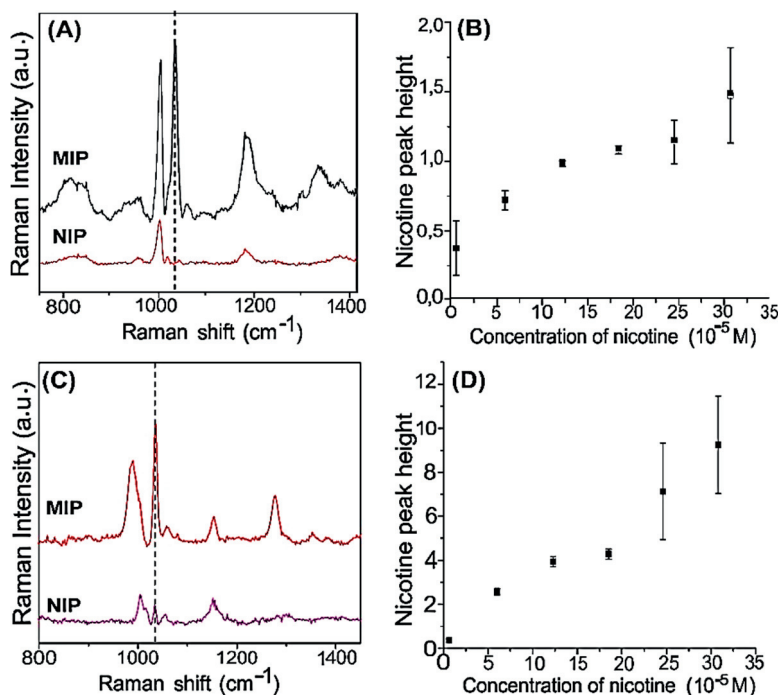 (A)
Raman Intensity (a.u.)
MIP
NIP
800 1000 1200 1400
Raman shift (cm⁻¹)
(B)
Nicotine peak height
2,0
1,5
1,0
0,5
0,0
0 5 10 15 20 25 30 35
Concentration of nicotine (10⁻⁵ M)
(C)
Raman Intensity (a.u.)
MIP
NIP
800 1000 1200 1400
Raman shift (cm⁻¹)
(D)
Nicotine peak height
12
10
8
6
4
2
0
0 5 10 15 20 25 30 35
Concentration of nicotine (10⁻⁵ M)